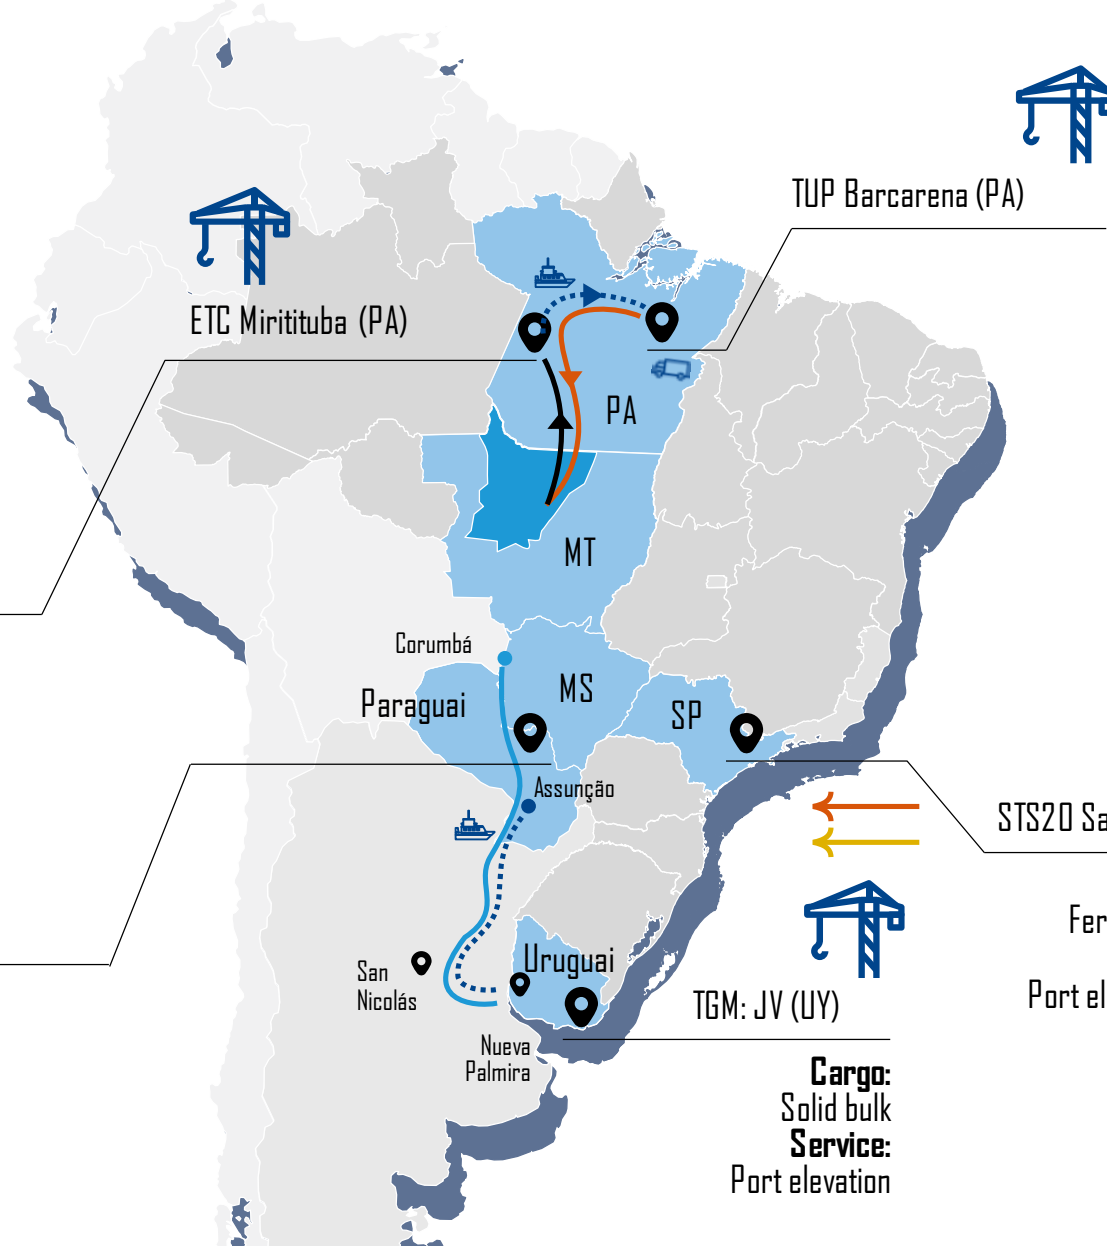 TUP Barcarena (PA)
ETC Miritituba (PA)
PA
MT
Corumbá
MS
Paraguai
SP
Assunção
STS20 Sa
Fer
Uruguai
San
Nicolás
Port el
TGM: JV (UY)
Nueva
Palmira
Cargo:
Solid bulk
Service:
Port elevation